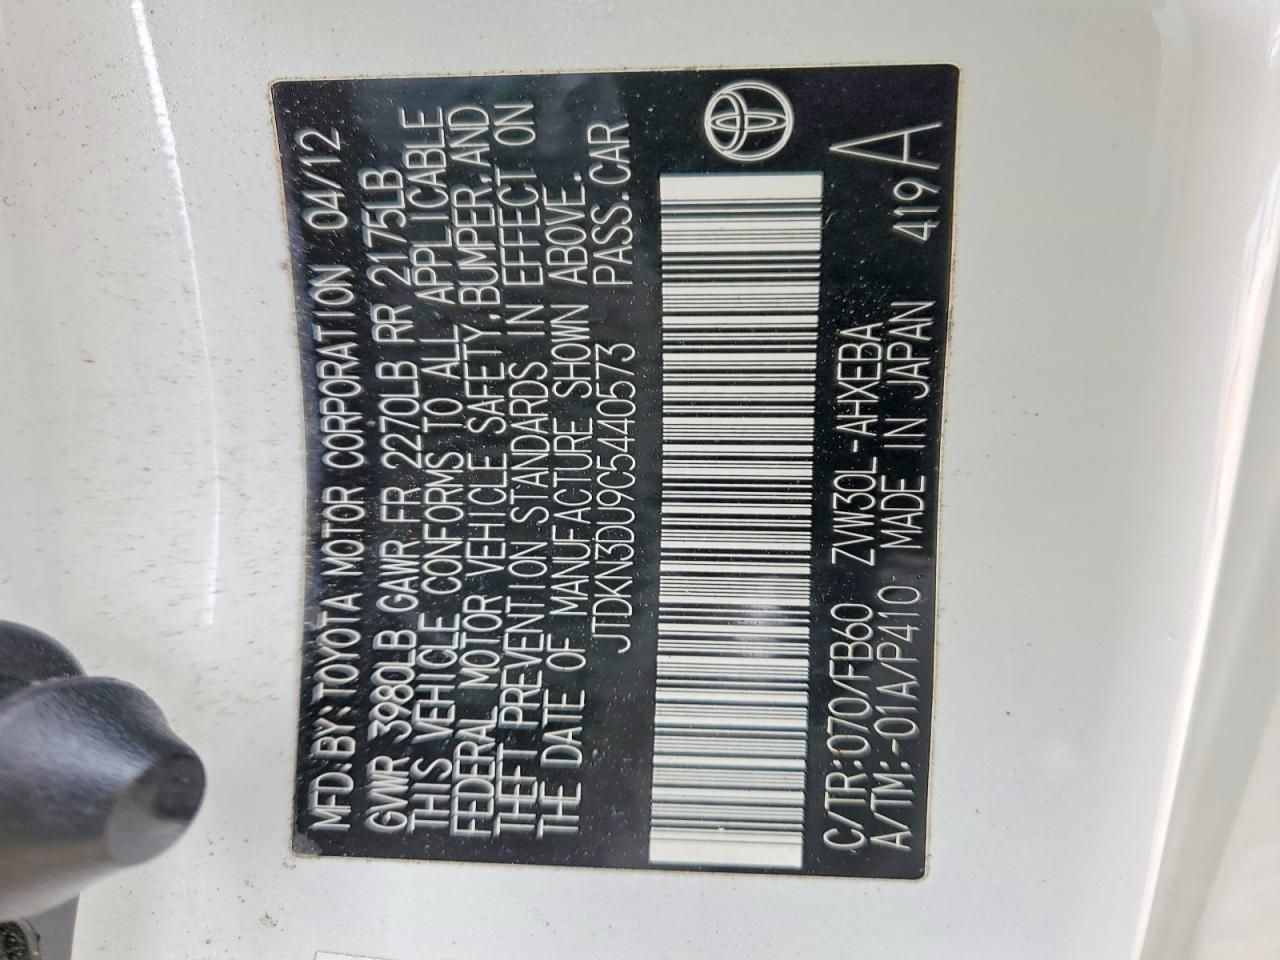 MFD.BY:TOYOTA MOTOR CORPORATION 04/12
GVWR 3980LB GAWR FR 2270LB RR 2175LB
THIS VEHICLE CONFORMS TO ALL APPLICABLE
FEDERAL MOTOR VEHICLE SAFETY,BUMPER,AND
THEFT PREVENTION STANDARDS IN EFFECT ON
THE DATE OF MANUFACTURE SHOWN ABOVE.
JTDKN3DU9C5440573 PASS.CAR
C/TR:070/FB60 ZVW30L-AHXEBA
A/TM:-01A/P410 MADE IN JAPAN 419 A